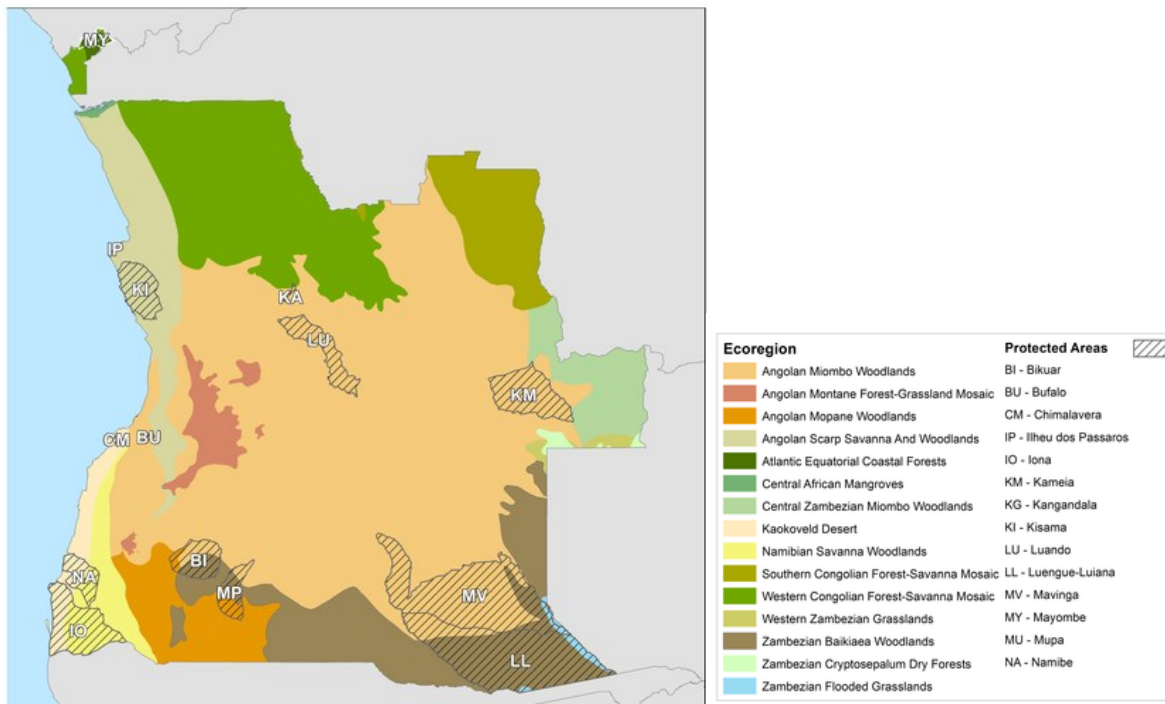 MY
IP
KI
KA
LU
KM
CM
BU
BI
MP
NA
MV
IO
LL
Ecoregion
Angolan Miombo Woodlands
Angolan Montane Forest-Grassland Mosaic
Angolan Mopane Woodlands
Angolan Scarp Savanna And Woodlands
Atlantic Equatorial Coastal Forests
Central African Mangroves
Central Zambezian Miombo Woodlands
Kaokoveld Desert
Namibian Savanna Woodlands
Southern Congolian Forest-Savanna Mosaic
Western Congolian Forest-Savanna Mosaic
Western Zambezian Grasslands
Zambezian Baikiaea Woodlands
Zambezian Cryptosepalum Dry Forests
Zambezian Flooded Grasslands
Protected Areas
BI - Bikuar
BU - Bufalo
CM - Chimalavera
IP - Ilheu dos Passaros
IO - Iona
KM - Kameia
KG - Kangandala
KI - Kisama
LU - Luando
LL - Luengue-Luiana
MV - Mavinga
MY - Mayombe
MU - Mupa
NA - Namibe